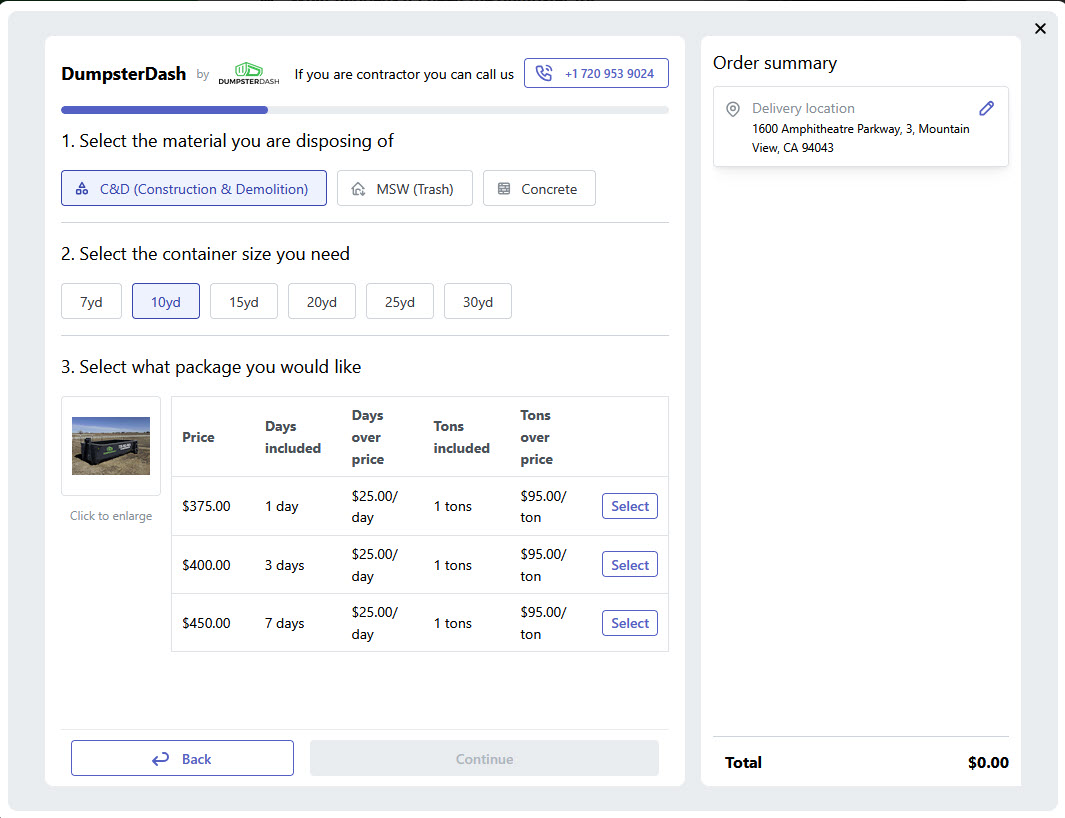 DumpsterDash by DUMPSTERDASH If you are contractor you can call us +1 720 953 9024
1. Select the material you are disposing of
C&D (Construction & Demolition) MSW (Trash) Concrete
2. Select the container size you need
7yd 10yd 15yd 20yd 25yd 30yd
3. Select what package you would like
Click to enlarge
Price Days included Days over price Tons included Tons over price
$375.00 1 day $25.00/ day 1 tons $95.00/ ton Select
$400.00 3 days $25.00/ day 1 tons $95.00/ ton Select
$450.00 7 days $25.00/ day 1 tons $95.00/ ton Select
Back Continue
Order summary
Delivery location
1600 Amphitheatre Parkway, 3, Mountain
View, CA 94043
Total $0.00